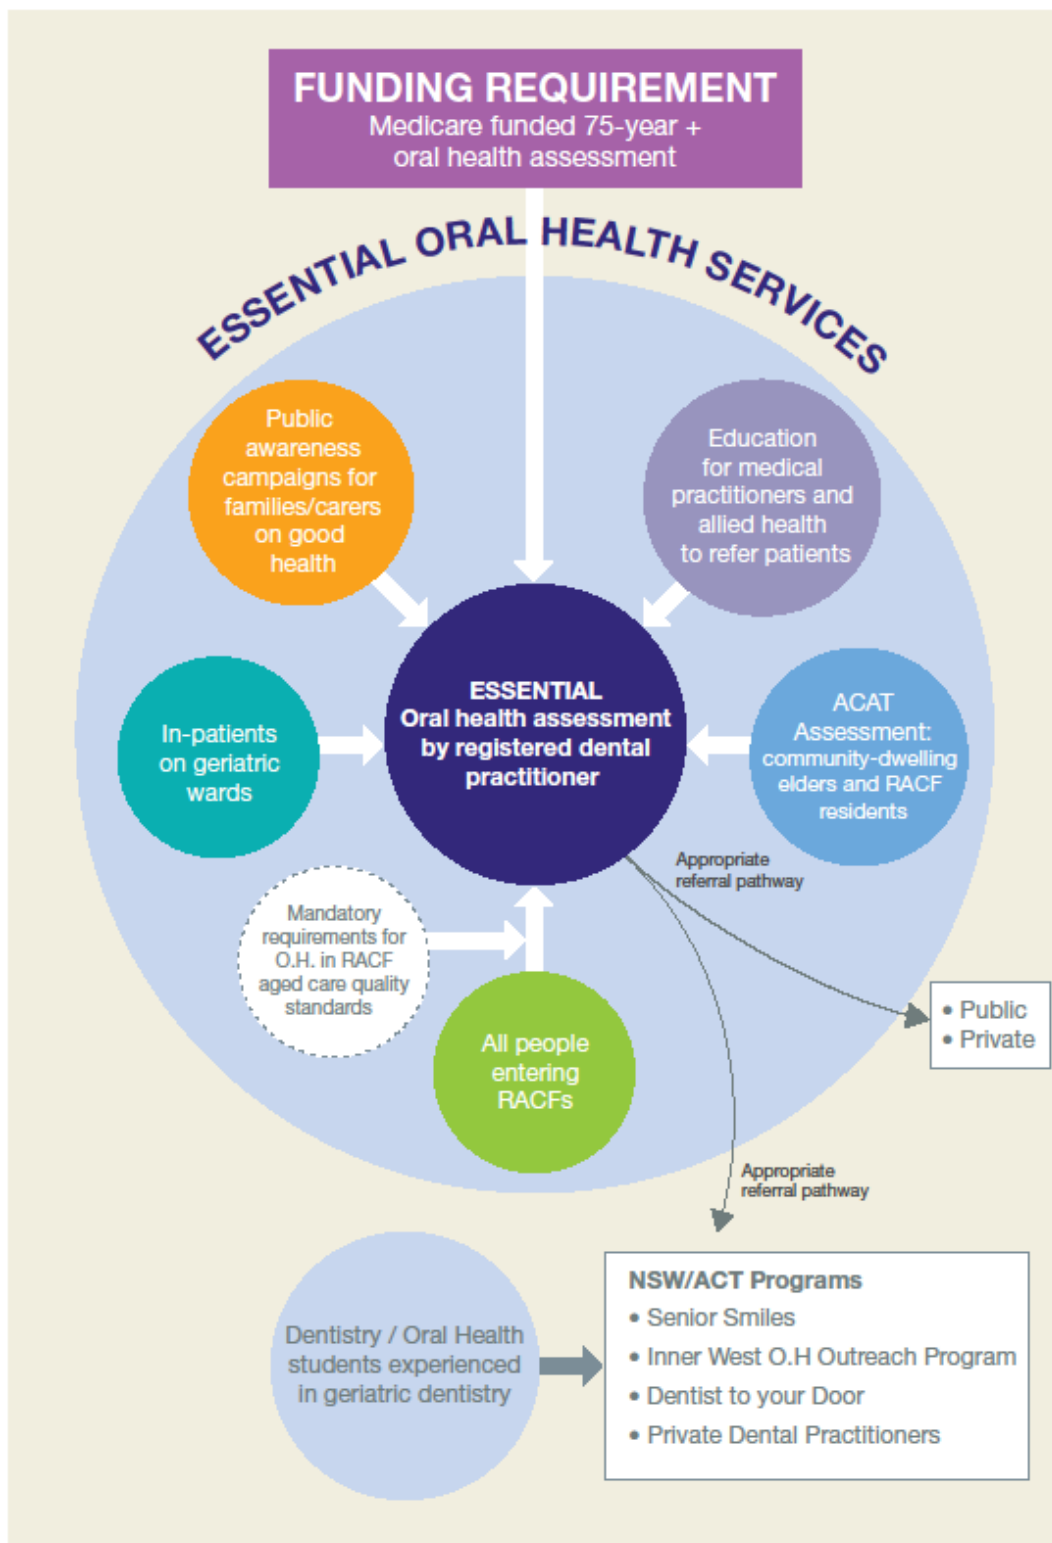 FUNDING REQUIREMENT
Medicare funded 75-year +
oral health assessment
ESSENTIAL ORAL HEALTH SERVICES
Public
awareness
campaigns for
families/carers
on good
health
Education
for medical
practitioners and
allied health
to refer patients
ESSENTIAL
Oral health assessment
by registered dental
practitioner
In-patients
on geriatric
wards
ACAT
Assessment:
community-dwelling
elders and RACF
residents
Appropriate
referral pathway
Mandatory
requirements for
O.H. in RACF
aged care quality
standards
• Public
• Private
All people
entering
RACFs
Appropriate
referral pathway
Dentistry / Oral Health
students experienced
in geriatric dentistry
NSW/ACT Programs
• Senior Smiles
• Inner West O.H Outreach Program
• Dentist to your Door
• Private Dental Practitioners